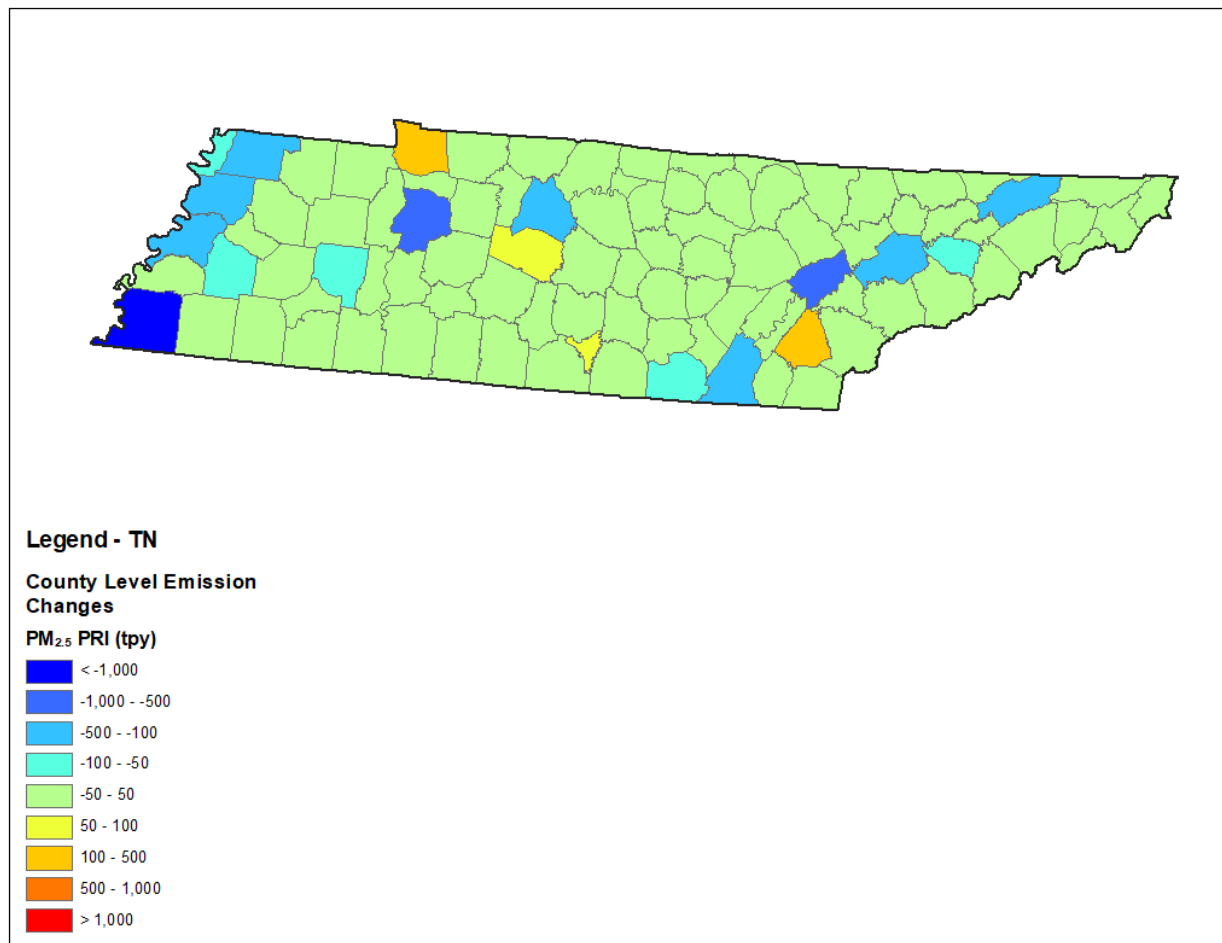 Legend - TN
County Level Emission
Changes
PM₂.₅ PRI (tpy)
< -1,000
-1,000 - -500
-500 - -100
-100 - -50
-50 - 50
50 - 100
100 - 500
500 - 1,000
> 1,000